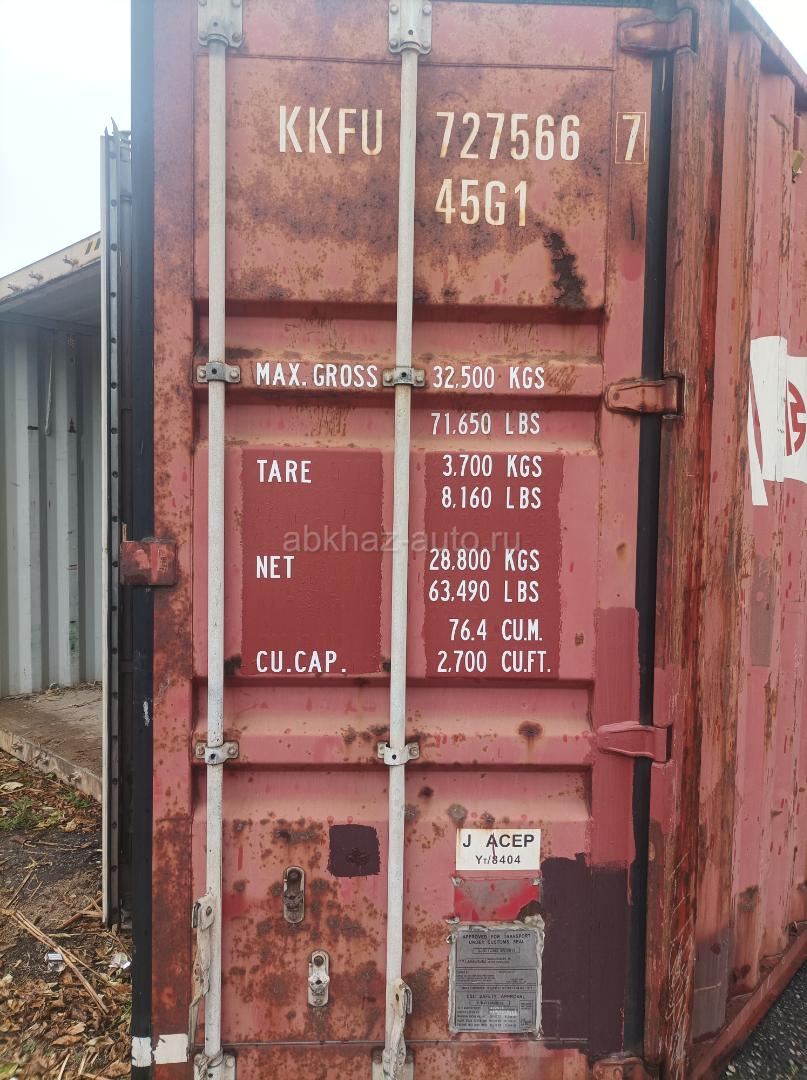 KKFU 727566 7
45G1
MAX. GROSS 32,500 KGS
71,650 LBS
TARE 3,700 KGS
8,160 LBS
abkhaz-auto.ru
NET 28,800 KGS
63,490 LBS
76.4 CU.M.
CU.CAP. 2,700 CU.FT.
J ACEP
YT/8404
APPROVED FOR TRANSPORT
UNDER CUSTOMS SEAL
CSC SAFETY APPROVAL